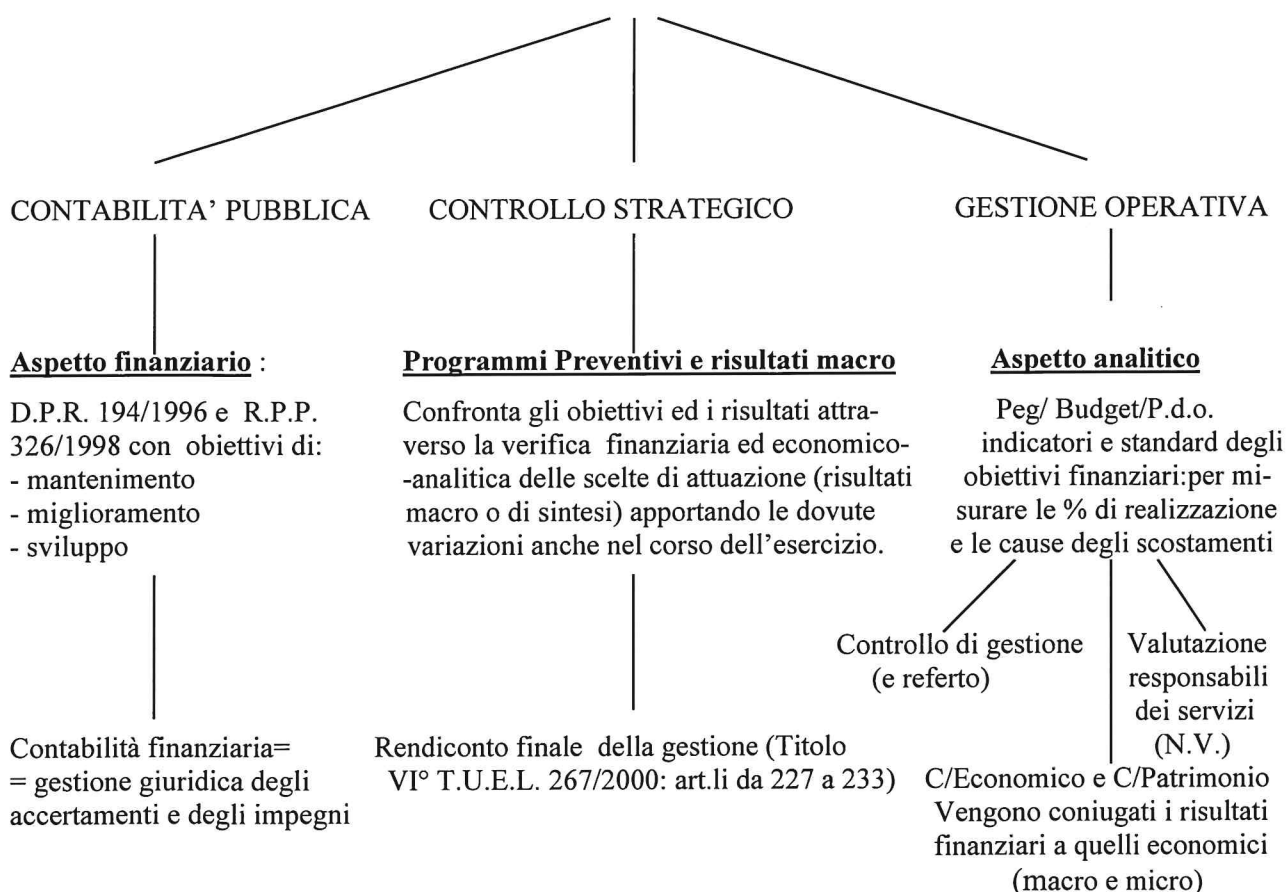 CONTABILITA’ PUBBLICA
CONTROLLO STRATEGICO
GESTIONE OPERATIVA
Aspetto finanziario :
D.P.R. 194/1996 e R.P.P.
326/1998 con obiettivi di:
- mantenimento
- miglioramento
- sviluppo
Contabilità finanziaria=
= gestione giuridica degli
accertamenti e degli impegni
Programmi Preventivi e risultati macro
Confronta gli obiettivi ed i risultati attra-
verso la verifica finanziaria ed economico-
-analitica delle scelte di attuazione (risultati
macro o di sintesi) apportando le dovute
variazioni anche nel corso dell’esercizio.
Rendiconto finale della gestione (Titolo
VI° T.U.E.L. 267/2000: art.li da 227 a 233)
Aspetto analitico
Peg/ Budget/P.d.o.
indicatori e standard degli
obiettivi finanziari:per mi-
surare le % di realizzazione
e le cause degli scostamenti
Controllo di gestione
(e referto)
Valutazione
responsabili
dei servizi
(N.V.)
C/Economico e C/Patrimonio
Vengono coniugati i risultati
finanziari a quelli economici
(macro e micro)